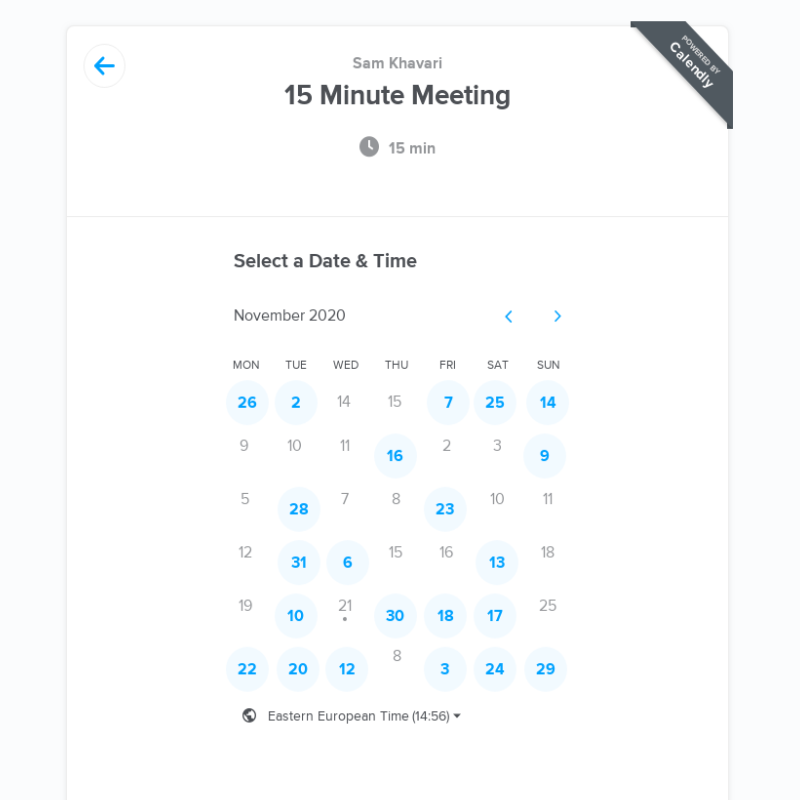 Sam Khavari
POWERED BY
Calendly
15 Minute Meeting
15 min
Select a Date & Time
November 2020
MON TUE WED THU FRI SAT SUN
26 2 14 15 7 25 14
9 10 11 16 2 3 9
5 28 7 8 23 10 11
12 31 6 15 16 13 18
19 10 21 30 18 17 25
22 20 12 8 3 24 29
Eastern European Time (14:56)